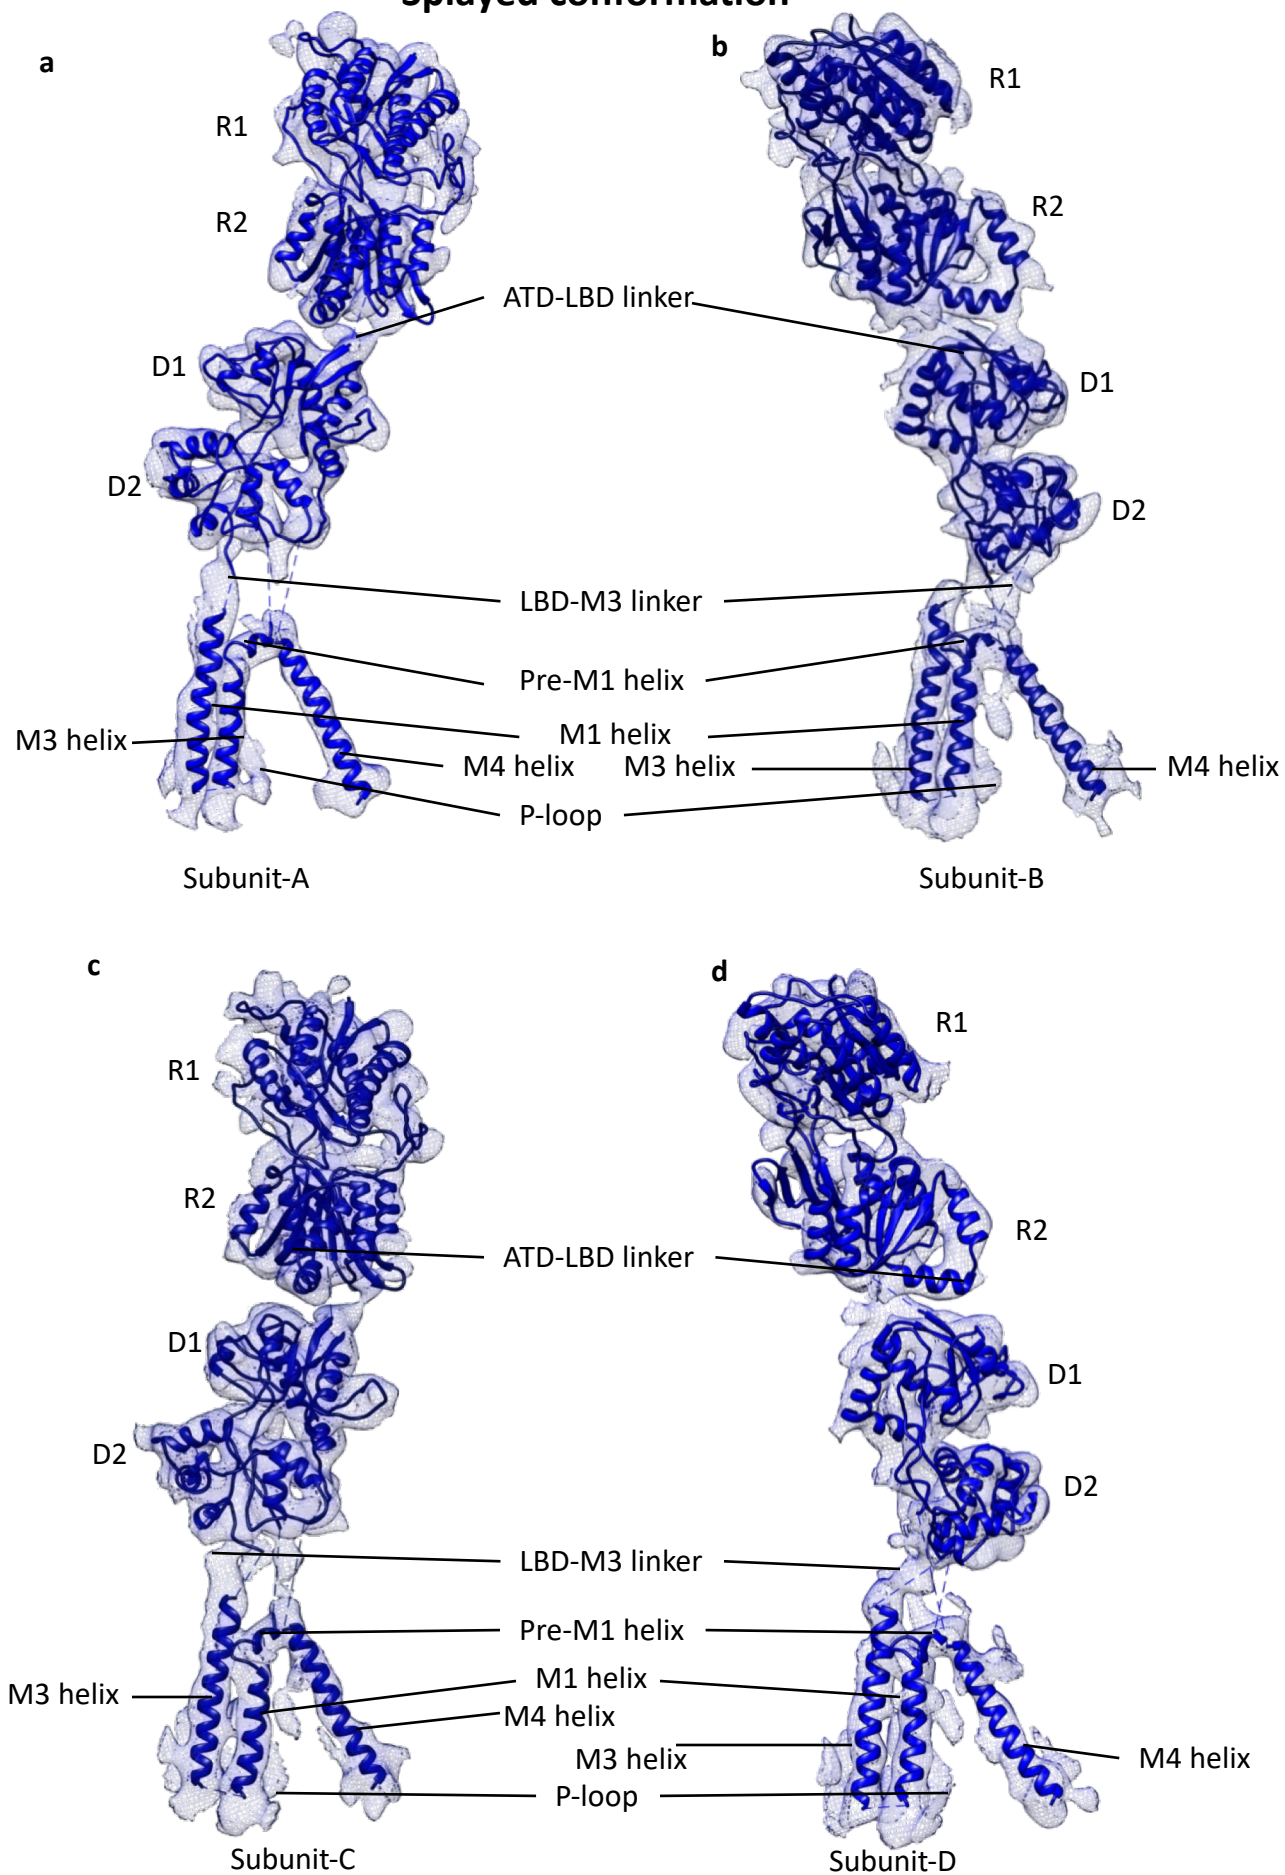 Splayed conformation
a
b
R1
R1
R2
R2
ATD-LBD linker
D1
D1
D2
D2
LBD-M3 linker
Pre-M1 helix
M3 helix
M1 helix
M4 helix
M3 helix
M4 helix
P-loop
Subunit-A
Subunit-B
c
d
R1
R1
R2
R2
ATD-LBD linker
D1
D1
D2
D2
LBD-M3 linker
Pre-M1 helix
M1 helix
M3 helix
M4 helix
M3 helix
M4 helix
P-loop
Subunit-C
Subunit-D